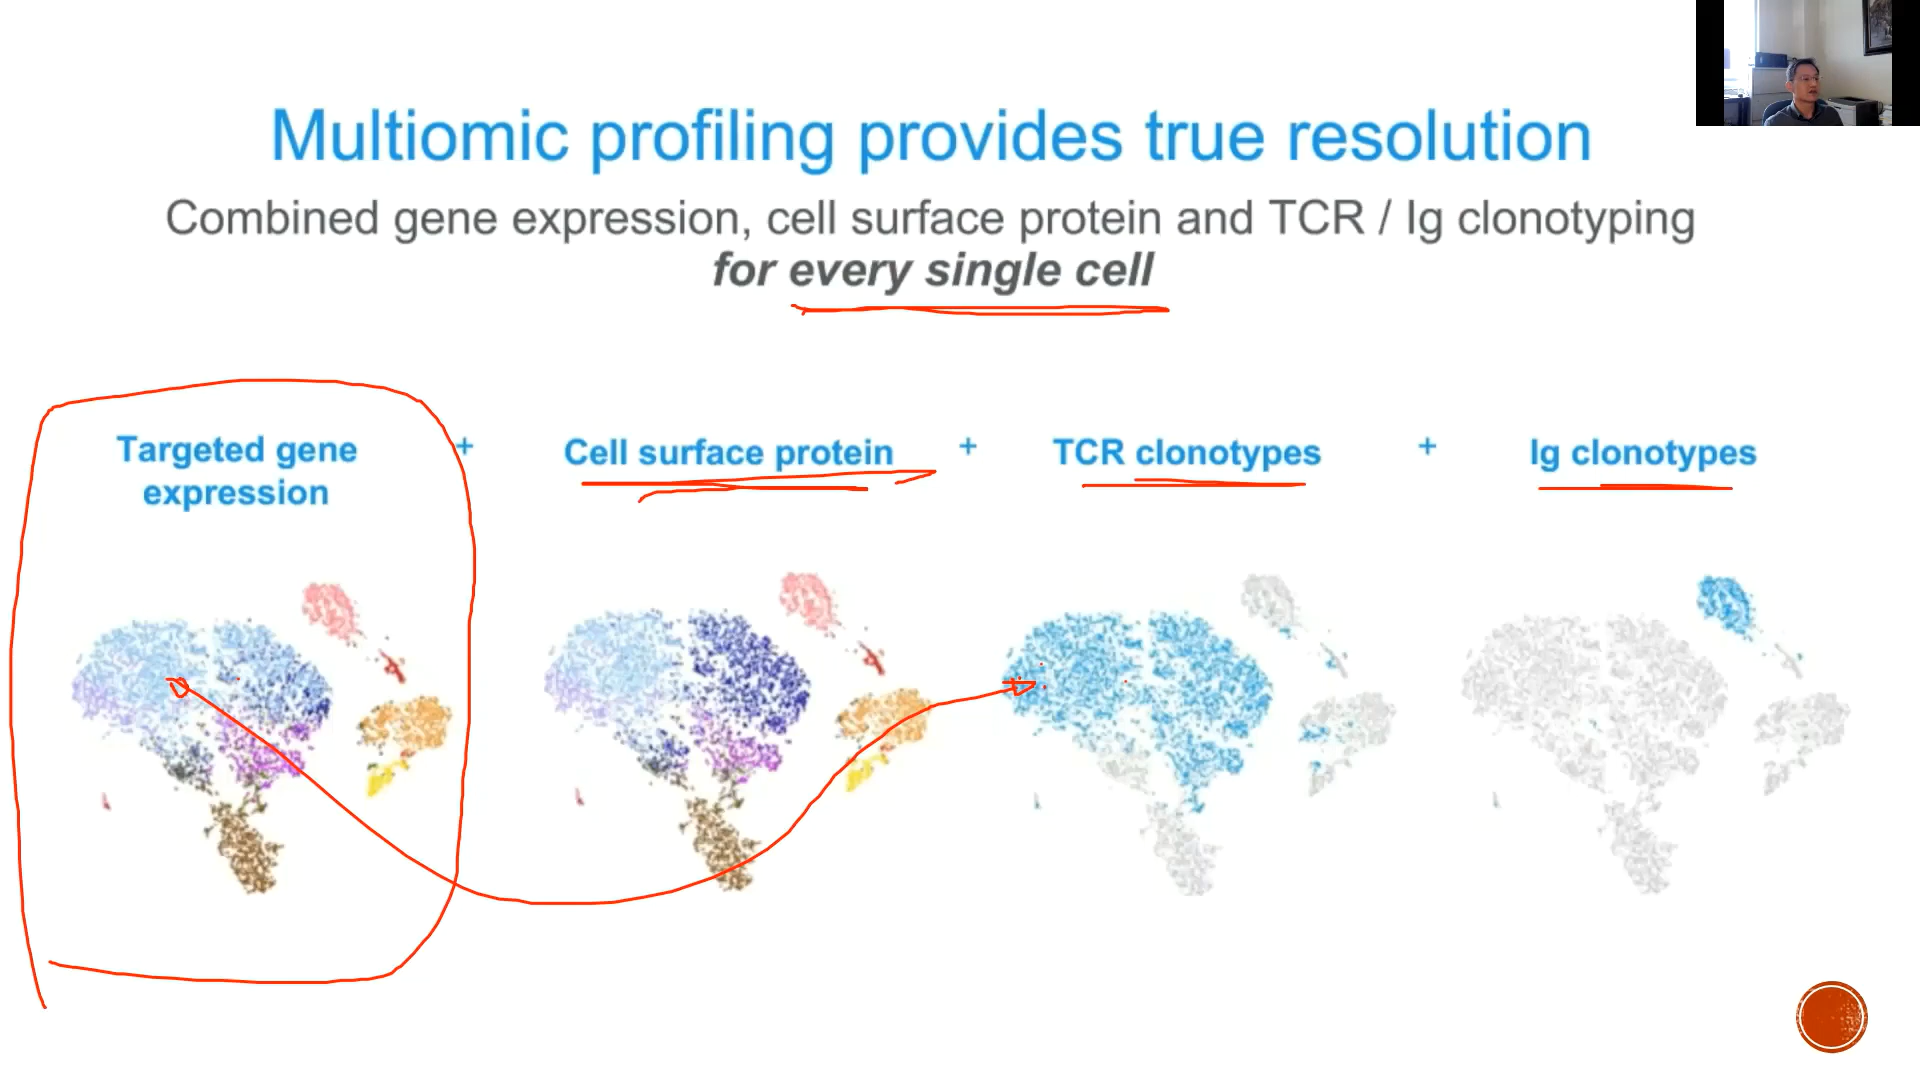 Multiomic profiling provides true resolution
Combined gene expression, cell surface protein and TCR / Ig clonotyping
for every single cell
Targeted gene
expression
+
Cell surface protein
+
TCR clonotypes
+
Ig clonotypes